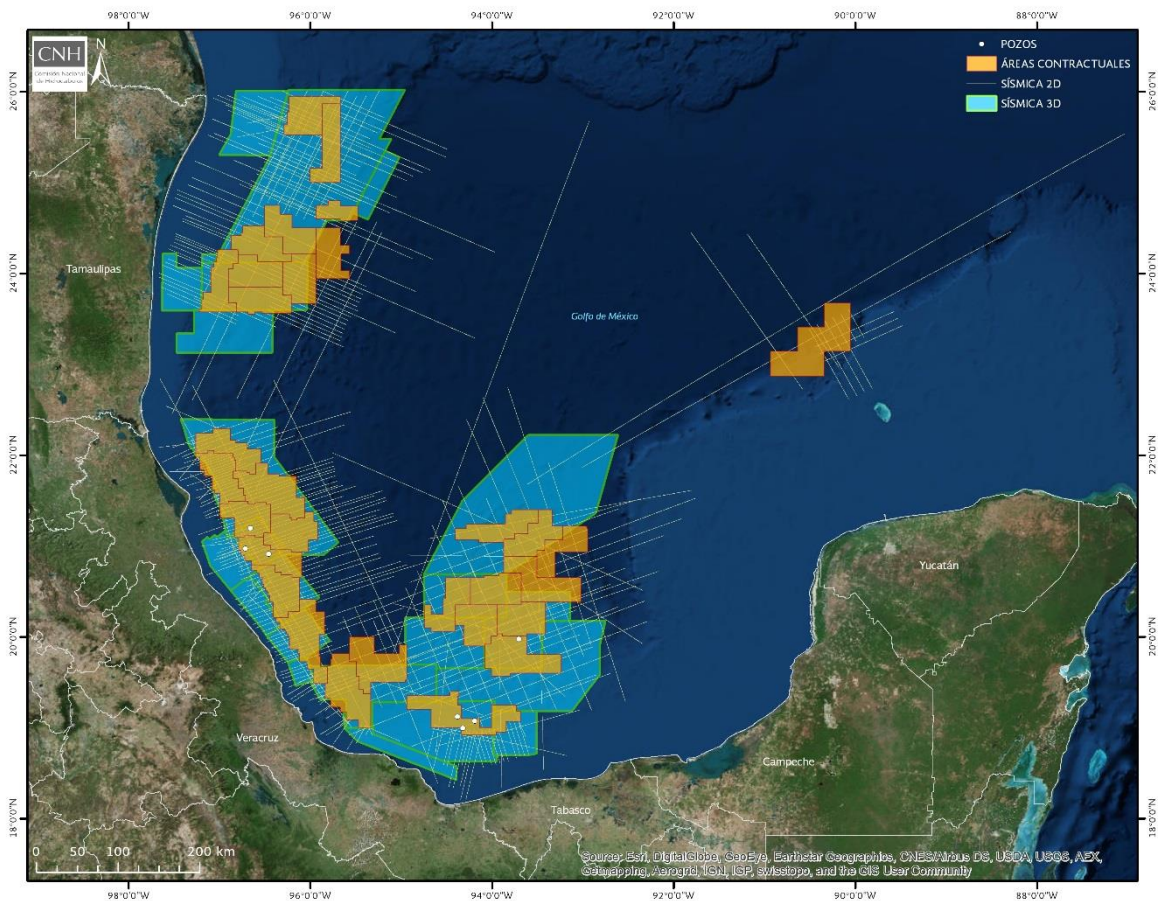 98°0'0"W 96°0'0"W 94°0'0"W 92°0'0"W 90°0'0"W 88°0'0"W
CNH
Comisión Nacional
de Hidrocarburos
N
POZOS
ÁREAS CONTRACTUALES
SÍSMICA 2D
SÍSMICA 3D
26°0'0"N 26°0'0"N
24°0'0"N 24°0'0"N
Tamaulipas
Golfo de México
22°0'0"N 22°0'0"N
Yucatán
20°0'0"N 20°0'0"N
Veracruz
Campeche
Tabasco
18°0'0"N 18°0'0"N
0 50 100 200 km
Source: Esri, DigitalGlobe, GeoEye, Earthstar Geographics, CNES/Airbus DS, USDA, USGS, AEX,
Getmapping, Aerogrid, IGN, IGP, swisstopo, and the GIS User Community
98°0'0"W 96°0'0"W 94°0'0"W 92°0'0"W 90°0'0"W 88°0'0"W